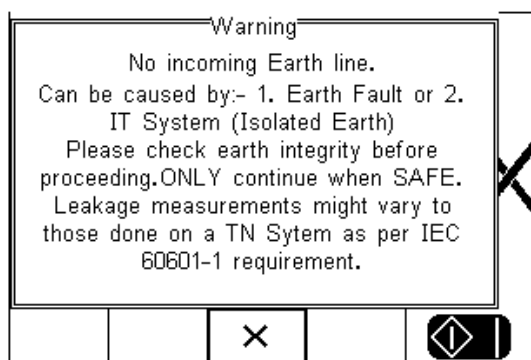 Warning
No incoming Earth line.
Can be caused by:- 1. Earth Fault or 2.
IT System (Isolated Earth)
Please check earth integrity before
proceeding.ONLY continue when SAFE.
Leakage measurements might vary to
those done on a TN Sytem as per IEC
60601-1 requirement.